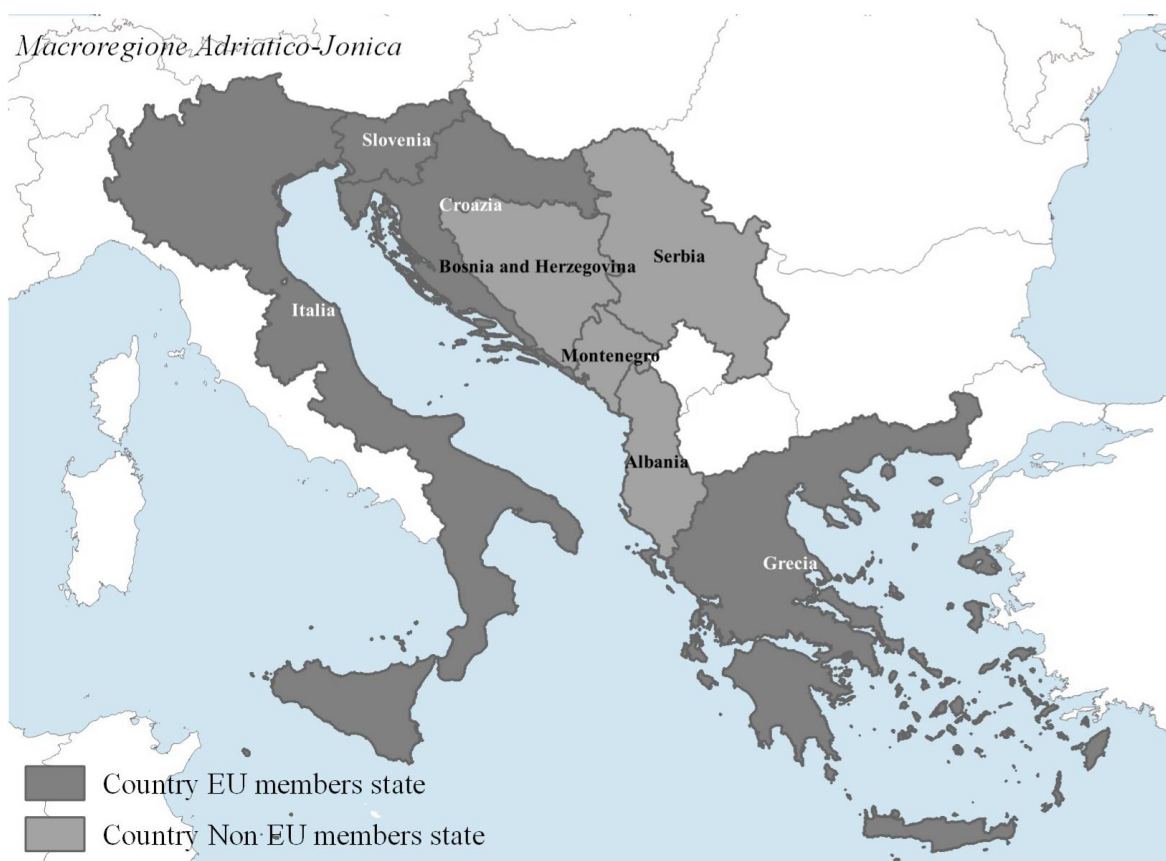 Macroregione Adriatico-Jonica
Slovenia
Croazia
Bosnia and Herzegovina
Serbia
Italia
Montenegro
Albania
Grecia
Country EU members state
Country Non EU members state